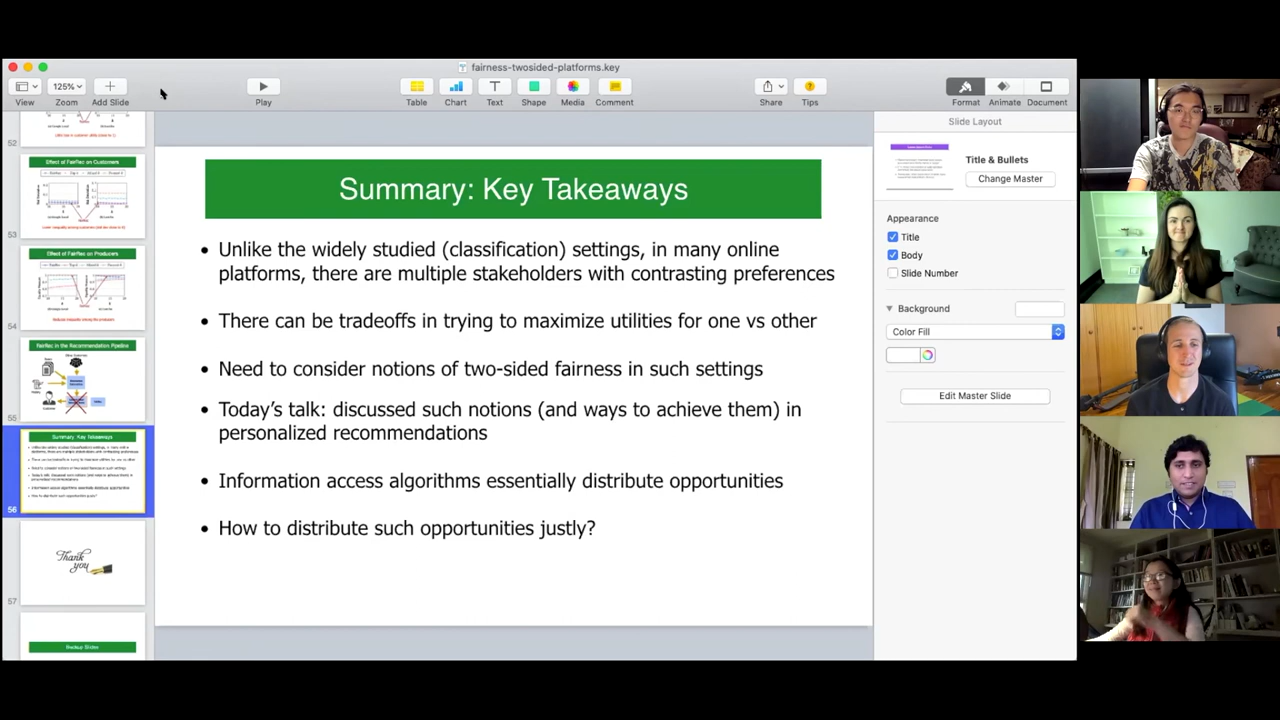 fairness-twosided-platforms.key
125%
View
Zoom
Add Slide
Play
Table
Chart
Text
Shape
Media
Comment
Share
Tips
Format
Animate
Document
52
Effect of FairRec on Customers
53
Effect of FairRec on Producers
54
FairRec in the Recommendation Pipeline
55
Summary: Key Takeaways
56
Thank
you
57
Backup Slides
Summary: Key Takeaways
• Unlike the widely studied (classification) settings, in many online
platforms, there are multiple stakeholders with contrasting preferences
• There can be tradeoffs in trying to maximize utilities for one vs other
• Need to consider notions of two-sided fairness in such settings
• Today's talk: discussed such notions (and ways to achieve them) in
personalized recommendations
• Information access algorithms essentially distribute opportunities
• How to distribute such opportunities justly?
Slide Layout
Title & Bullets
Change Master
Appearance
Title
Body
Slide Number
Background
Color Fill
Edit Master Slide